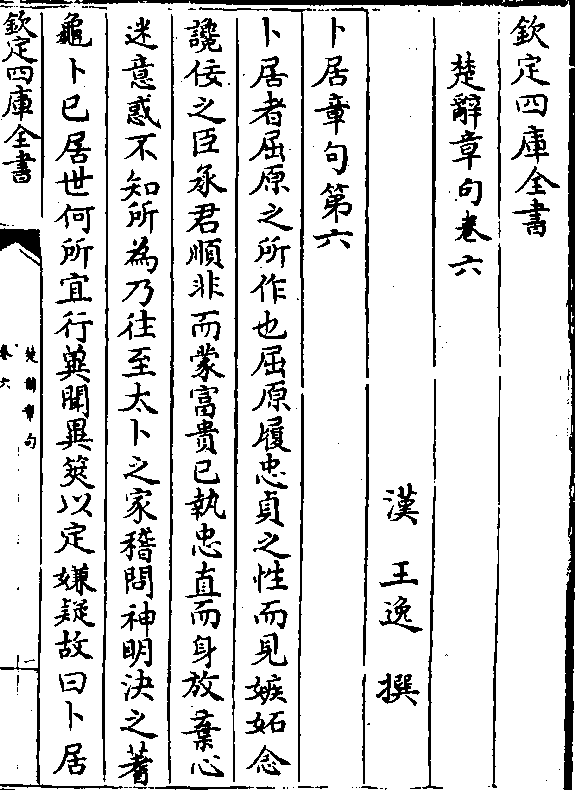 欽定四庫全書
楚辭章句卷六
漢 王逸 撰
卜居章句第六
卜居者屈原之所作也屈原履忠貞之性而見嫉妬念
讒佞之臣承君順非而蒙富貴已執忠直而身放棄心
迷意惑不知所為乃往至太卜之家稽問神明決之蓍
龜卜已居世何所宜行冀聞異筴以定嫌疑故曰卜居
欽定四庫全書
楚辭章句
卷六
一